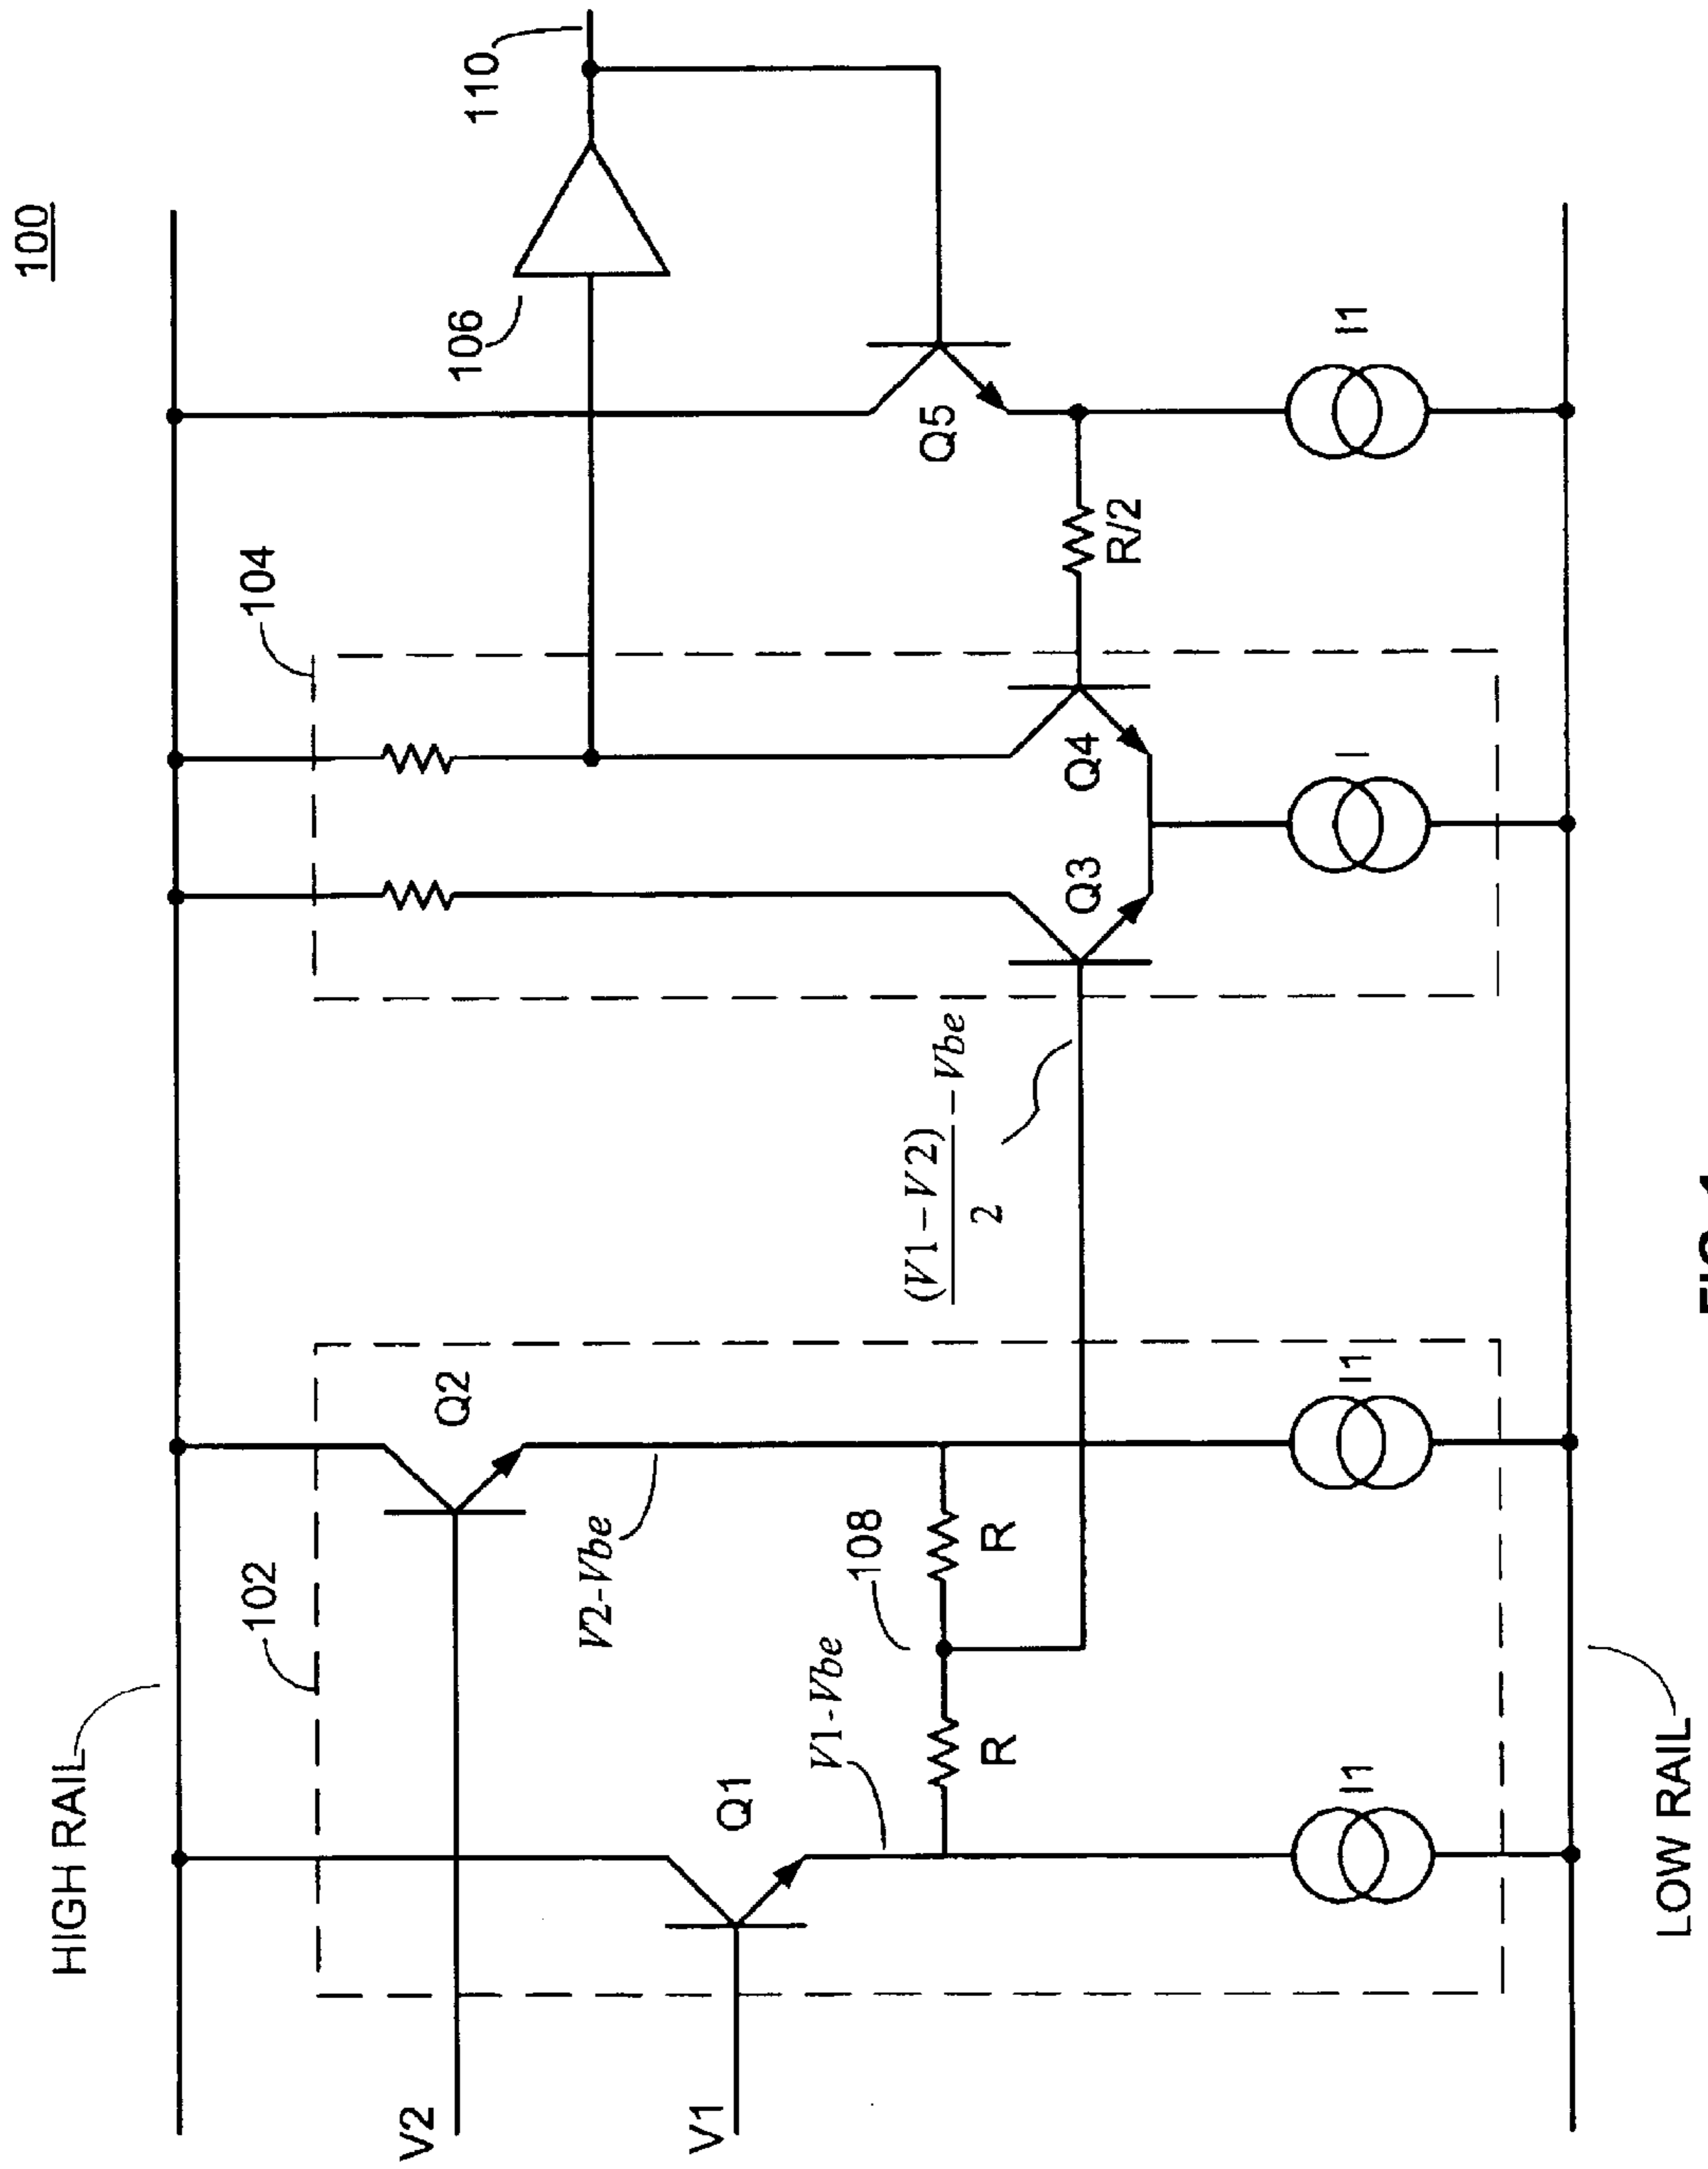 100
HIGH RAIL
102
104
110
V2
Q2
106
V2-Vbe
V1
Q1
V1-Vbe
108
(V1-V2)
2
-Vbe
Q5
R
R
Q3
Q4
R/2
I1
I1
I
I1
LOW RAIL